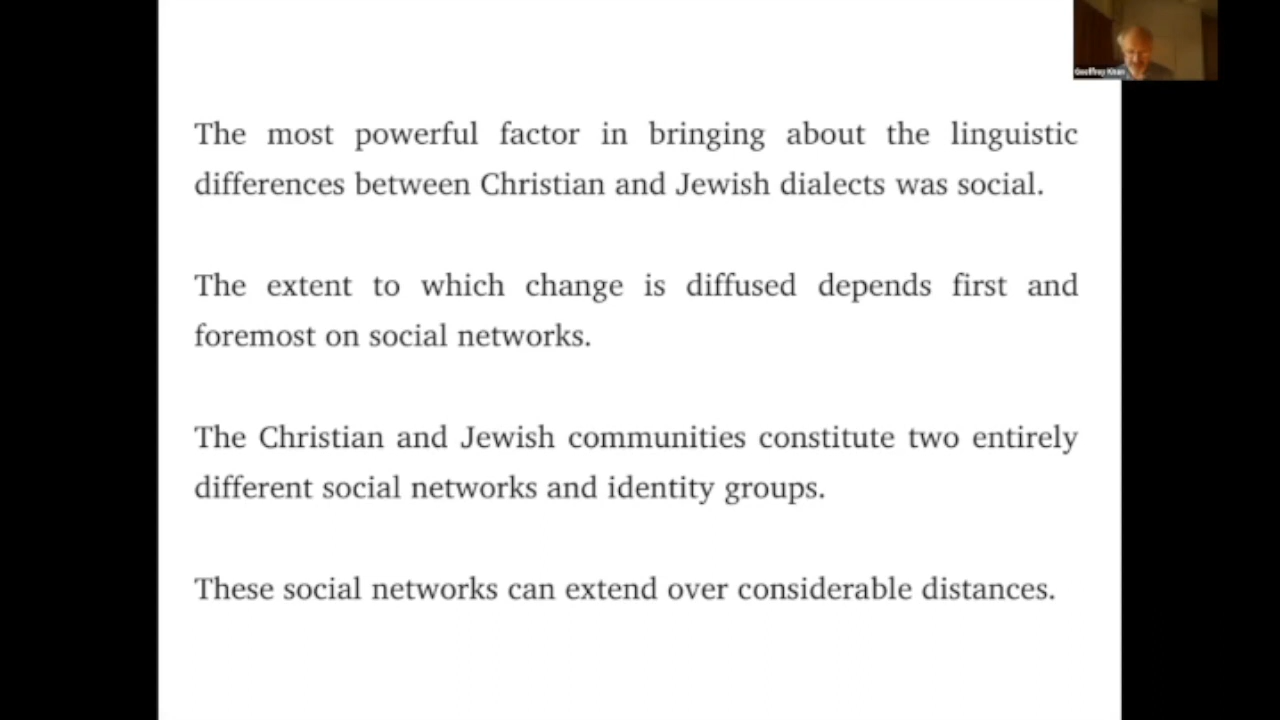 Geoffrey Khan
The most powerful factor in bringing about the linguistic
differences between Christian and Jewish dialects was social.
The extent to which change is diffused depends first and
foremost on social networks.
The Christian and Jewish communities constitute two entirely
different social networks and identity groups.
These social networks can extend over considerable distances.